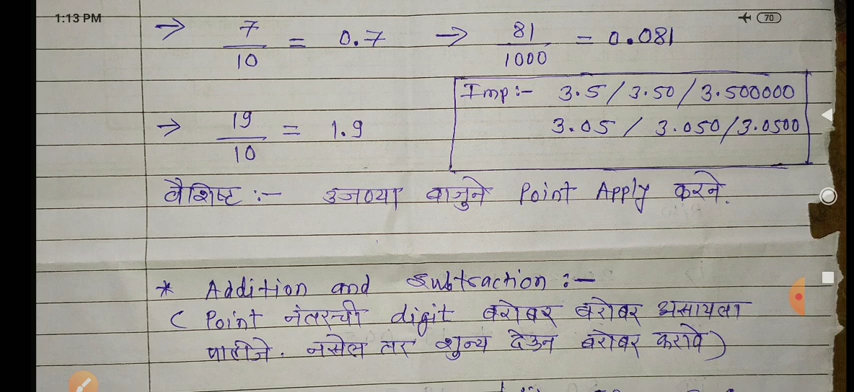 1:13 PM 70
→ 7/10 = 0.7 → 81/1000 = 0.081
Imp:- 3.5 / 3.50 / 3.500000
3.05 / 3.050 / 3.0500
→ 19/10 = 1.9
वैशिष्ट :- उजव्या बाजुने Point Apply करने.
* Addition and Subtraction :-
( Point नंतरची digit बरोबर बरोबर असायला
पाहीजे. नसेल तर शुन्य देऊन बरोबर करावे )